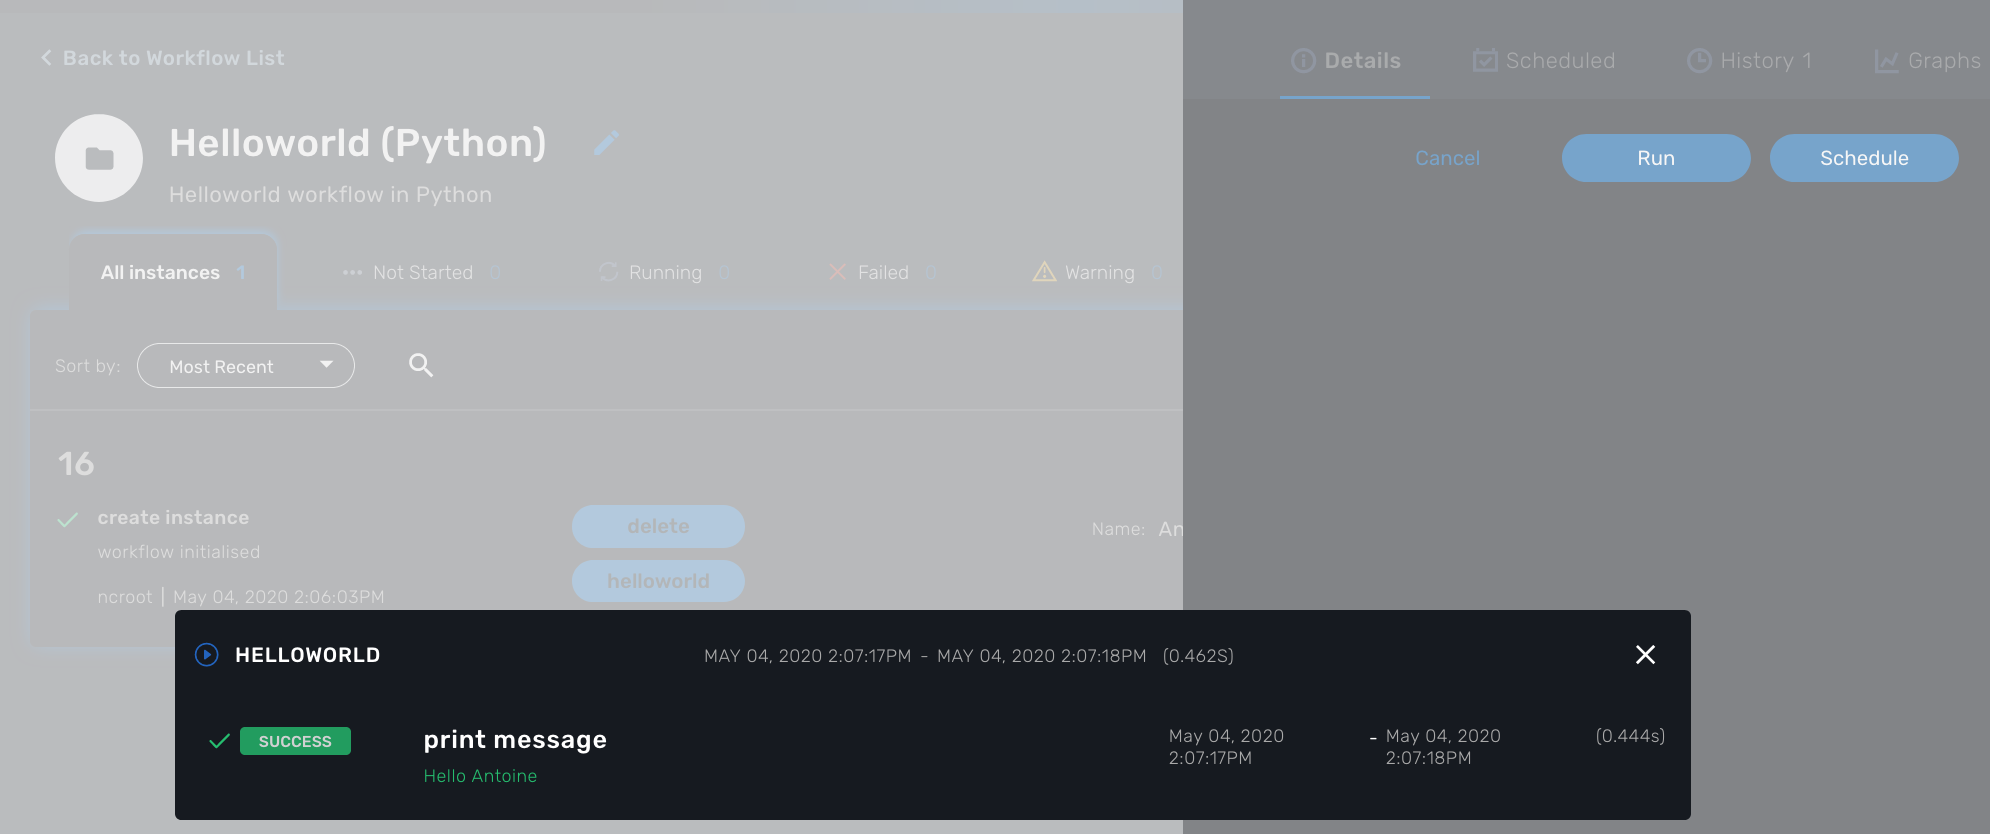 Back to Workflow List
Details
Scheduled
History 1
Graphs
Helloworld (Python)
Helloworld workflow in Python
Cancel
Run
Schedule
All instances 1
Not Started 0
Running 0
Failed 0
Warning 0
Sort by:
Most Recent
16
create instance
workflow initialised
ncroot | May 04, 2020 2:06:03PM
delete
helloworld
Name: An
HELLOWORLD
MAY 04, 2020 2:07:17PM - MAY 04, 2020 2:07:18PM (0.462S)
SUCCESS
print message
Hello Antoine
May 04, 2020
2:07:17PM
- May 04, 2020
2:07:18PM
(0.444s)